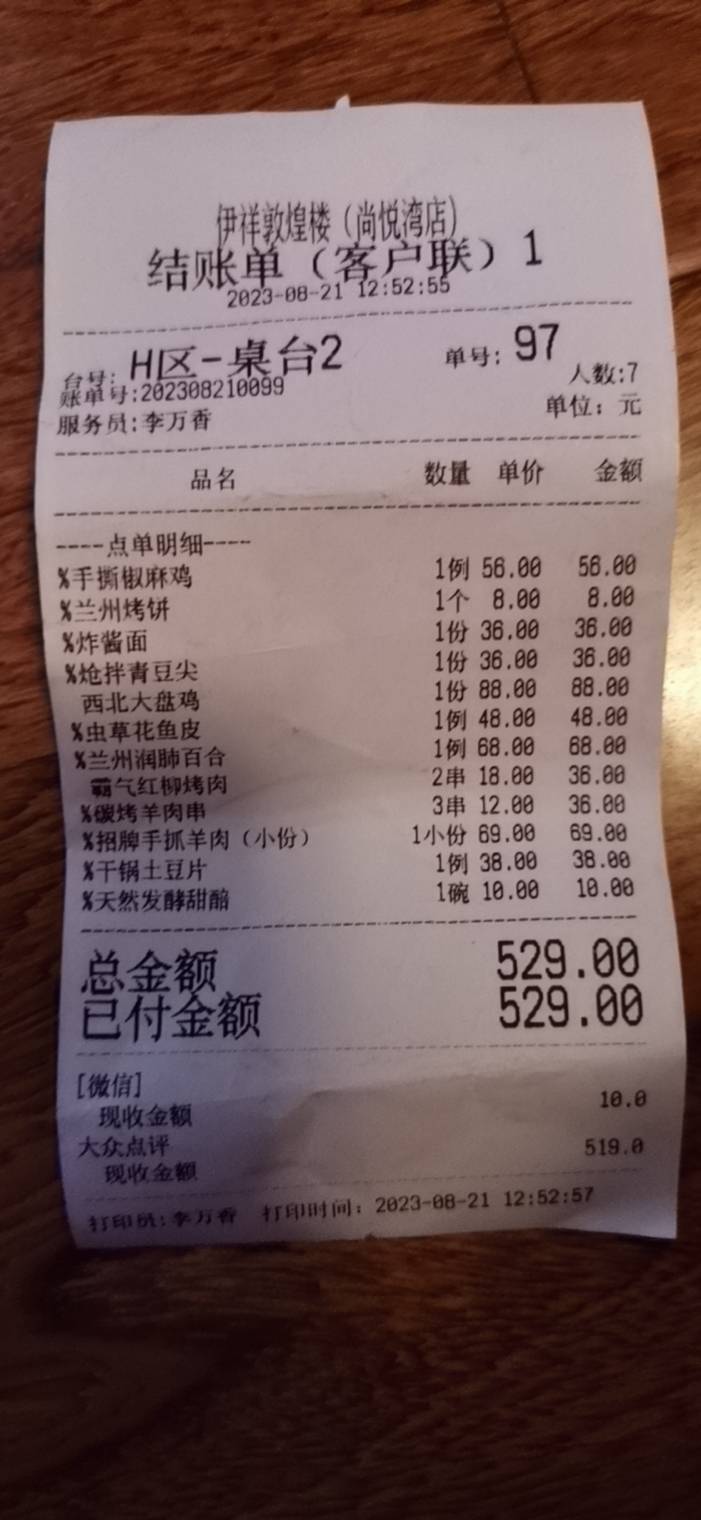 伊祥敦煌楼（尚悦湾店）
结账单（客户联）1
2023-08-21 12:52:55
台号: H区-桌台2 单号: 97
账单号:202308210099 人数:7
服务员:李万香 单位: 元
品名 数量 单价 金额
----点单明细----
%手撕椒麻鸡 1例 56.00 56.00
%兰州烤饼 1个 8.00 8.00
%炸酱面 1份 36.00 36.00
%炝拌青豆尖 1份 36.00 36.00
西北大盘鸡 1份 88.00 88.00
%虫草花鱼皮 1例 48.00 48.00
%兰州润肺百合 1例 68.00 68.00
霸气红柳烤肉 2串 18.00 36.00
%碳烤羊肉串 3串 12.00 36.00
%招牌手抓羊肉（小份） 1小份 69.00 69.00
%干锅土豆片 1例 38.00 38.00
%天然发酵甜醅 1碗 10.00 10.00
总金额 529.00
已付金额 529.00
[微信]
现收金额 10.0
大众点评
现收金额 519.0
打印员:李万香 打印时间: 2023-08-21 12:52:57